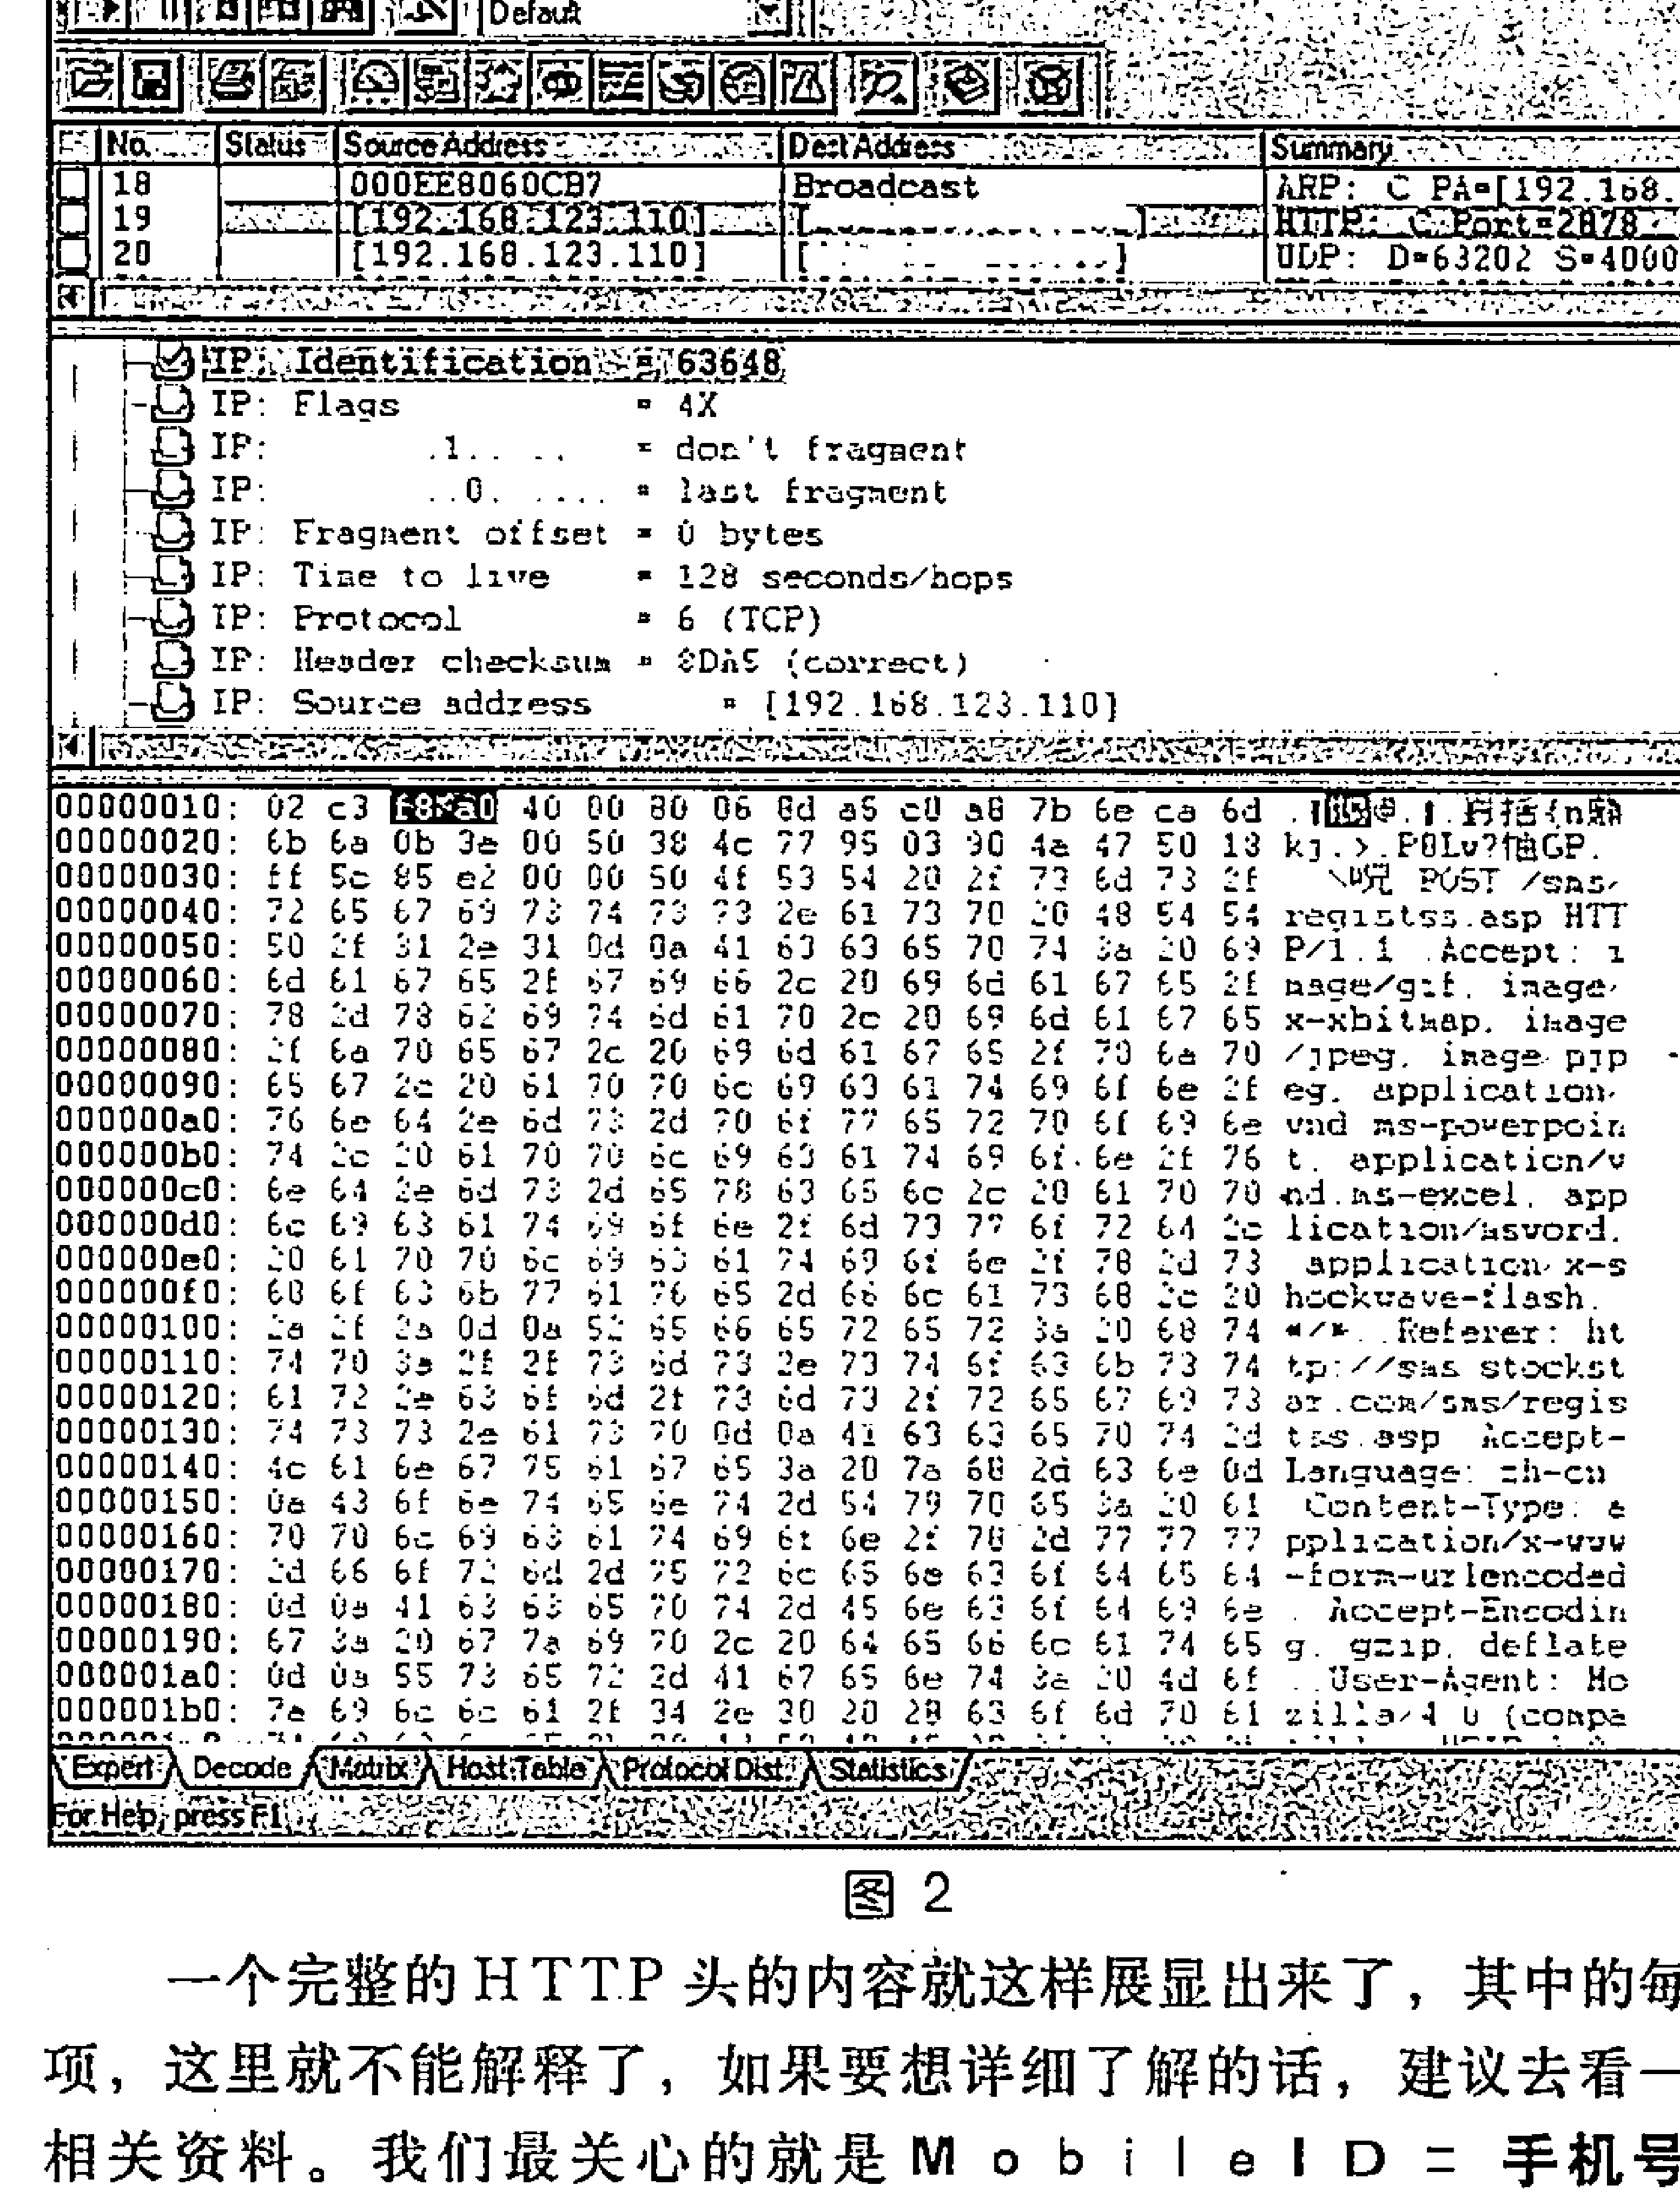 Default
No. Status Source Address Dest Address Summary
18 000EE8060CB7 Broadcast ARP: C PA=[192.168.
19 [192.168.123.110] HTTP: C Port=2878
20 [192.168.123.110] UDP: D=63202 S=4000
IP: Identification = 63648
IP: Flags = 4X
IP: .1.. .... = don't fragment
IP: ..0. .... = last fragment
IP: Fragment offset = 0 bytes
IP: Time to live = 128 seconds/hops
IP: Protocol = 6 (TCP)
IP: Header checksum = 8DA5 (correct)
IP: Source address = [192.168.123.110]
00000010: 02 c3 f8 a0 40 00 80 06 8d a5 c0 a8 7b 6e ca 6d
00000020: 6b 6a 0b 3e 00 50 38 4c 77 95 03 90 4a 47 50 18 kj.>.P8Lw?
00000030: ff 5c 85 e2 00 00 50 4f 53 54 20 2f 73 6d 73 2f POST /sms/
00000040: 72 65 67 69 73 74 73 73 2e 61 73 70 20 48 54 54 registss.asp HTT
00000050: 50 2f 31 2e 31 0d 0a 41 63 63 65 70 74 3a 20 69 P/1.1 .Accept: i
00000060: 6d 61 67 65 2f 67 69 66 2c 20 69 6d 61 67 65 2f mage/gif, image/
00000070: 78 2d 78 62 69 74 6d 61 70 2c 20 69 6d 61 67 65 x-xbitmap, image
00000080: 2f 6a 70 65 67 2c 20 69 6d 61 67 65 2f 70 6a 70 /jpeg, image/pjp
00000090: 65 67 2c 20 61 70 70 6c 69 63 61 74 69 6f 6e 2f eg, application/
000000a0: 76 6e 64 2e 6d 73 2d 70 6f 77 65 72 70 6f 69 6e vnd.ms-powerpoin
000000b0: 74 2c 20 61 70 70 6c 69 63 61 74 69 6f 6e 2f 76 t, application/v
000000c0: 6e 64 2e 6d 73 2d 65 78 63 65 6c 2c 20 61 70 70 nd.ms-excel, app
000000d0: 6c 69 63 61 74 69 6f 6e 2f 6d 73 77 6f 72 64 2c lication/msword,
000000e0: 20 61 70 70 6c 69 63 61 74 69 6f 6e 2f 78 2d 73 application/x-s
000000f0: 68 6f 63 6b 77 61 76 65 2d 66 6c 61 73 68 2c 20 hockwave-flash,
00000100: 2a 2f 2a 0d 0a 52 65 66 65 72 65 72 3a 20 68 74 */*..Referer: ht
00000110: 74 70 3a 2f 2f 73 6d 73 2e 73 74 6f 63 6b 73 74 tp://sms.stockst
00000120: 61 72 2e 63 6f 6d 2f 73 6d 73 2f 72 65 67 69 73 ar.com/sms/regis
00000130: 74 73 73 2e 61 73 70 0d 0a 41 63 63 65 70 74 2d tss.asp Accept-
00000140: 4c 61 6e 67 75 61 67 65 3a 20 7a 68 2d 63 6e 0d Language: zh-cn
00000150: 0a 43 6f 6e 74 65 6e 74 2d 54 79 70 65 3a 20 61 Content-Type: a
00000160: 70 70 6c 69 63 61 74 69 6f 6e 2f 78 2d 77 77 77 pplication/x-www
00000170: 2d 66 6f 72 6d 2d 75 72 6c 65 6e 63 6f 64 65 64 -form-urlencoded
00000180: 0d 0a 41 63 63 65 70 74 2d 45 6e 63 6f 64 69 6e . Accept-Encodin
00000190: 67 3a 20 67 7a 69 70 2c 20 64 65 66 6c 61 74 65 g: gzip, deflate
000001a0: 0d 0a 55 73 65 72 2d 41 67 65 6e 74 3a 20 4d 6f ..User-Agent: Mo
000001b0: 7a 69 6c 6c 61 2f 34 2e 30 20 28 63 6f 6d 70 61 zilla/4.0 (compa
Expert Decode Matrix Host Table Protocol Dist. Statistics
For Help, press F1
图 2
一个完整的HTTP头的内容就这样展显出来了，其中的每
项，这里就不能解释了，如果要想详细了解的话，建议去看一
相关资料。我们最关心的就是MobileID=手机号